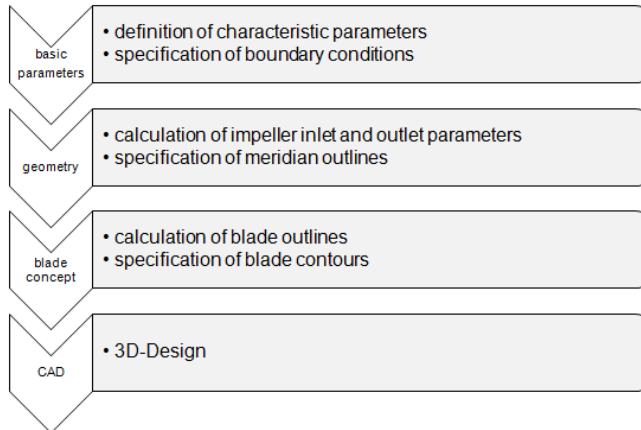 basic
parameters
• definition of characteristic parameters
• specification of boundary conditions
geometry
• calculation of impeller inlet and outlet parameters
• specification of meridian outlines
blade
concept
• calculation of blade outlines
• specification of blade contours
CAD
• 3D-Design